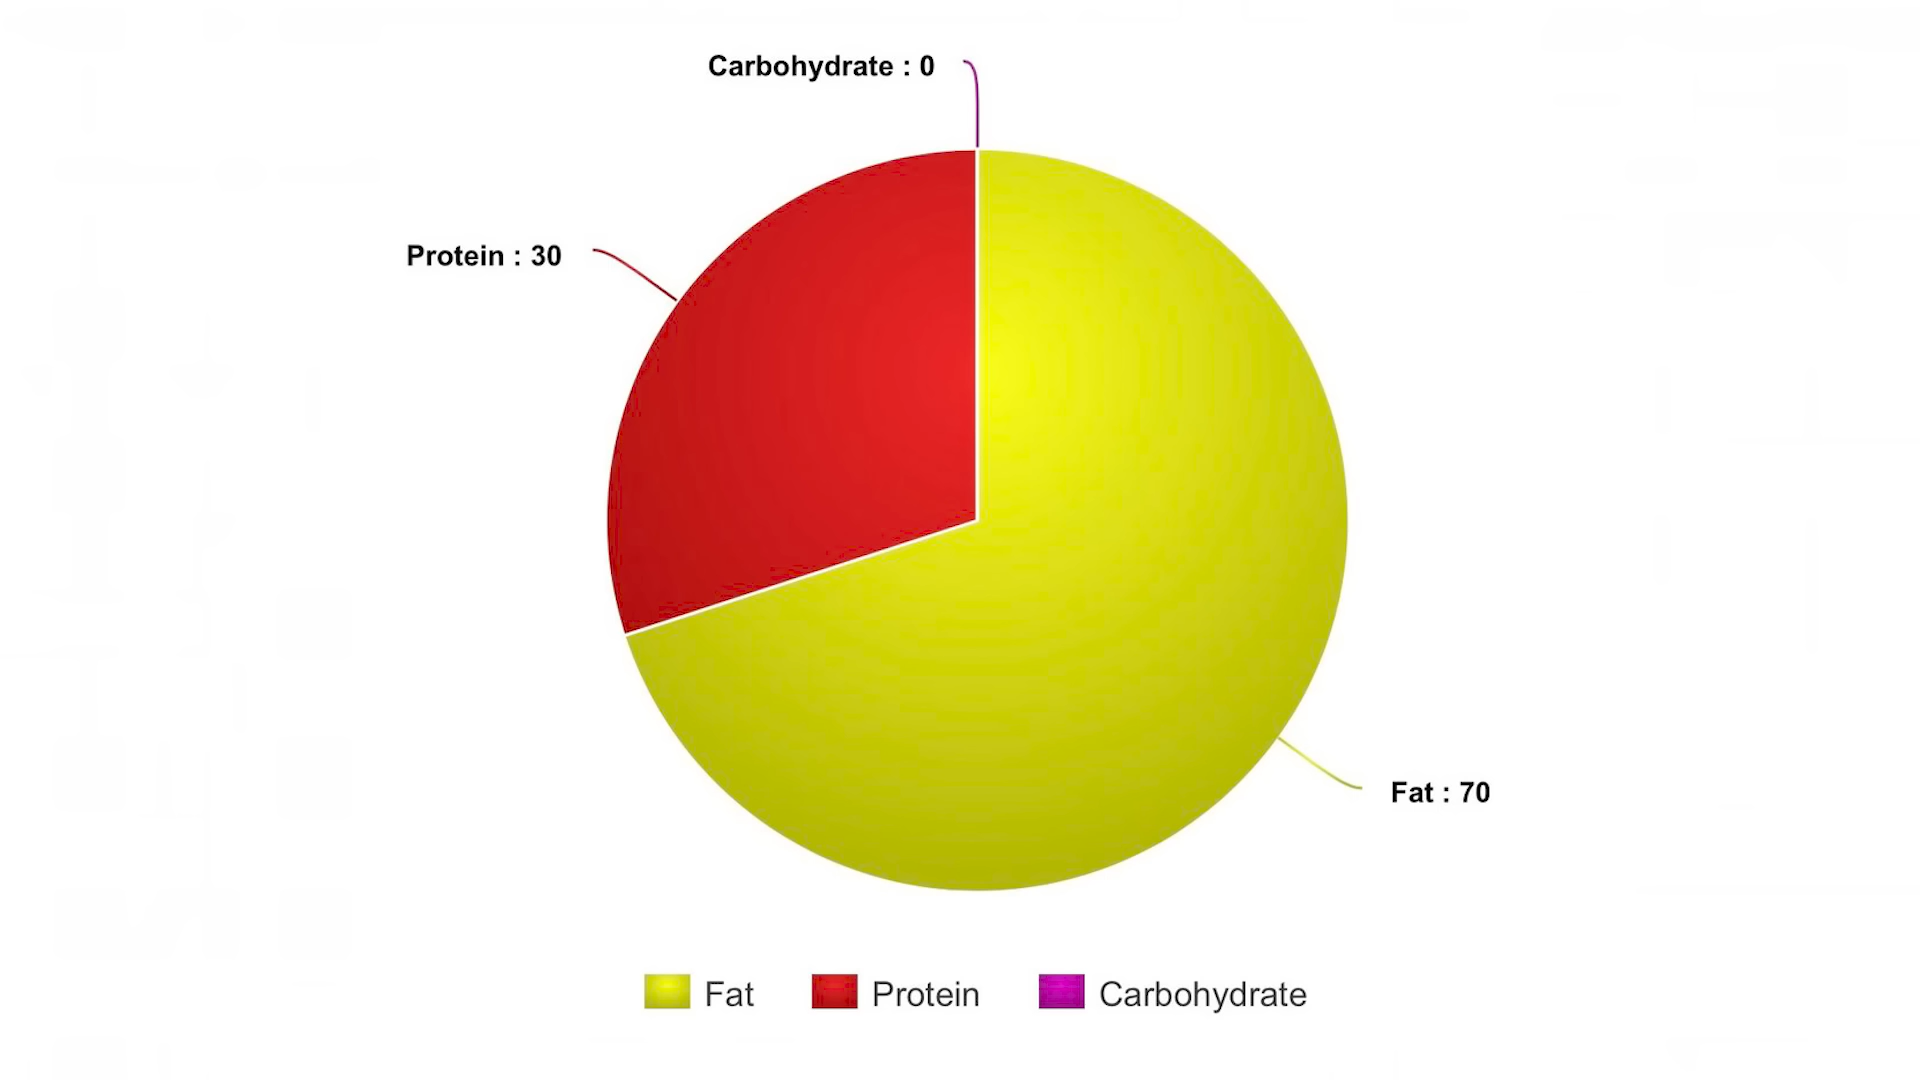 Carbohydrate : 0
Protein : 30
Fat : 70
Fat
Protein
Carbohydrate